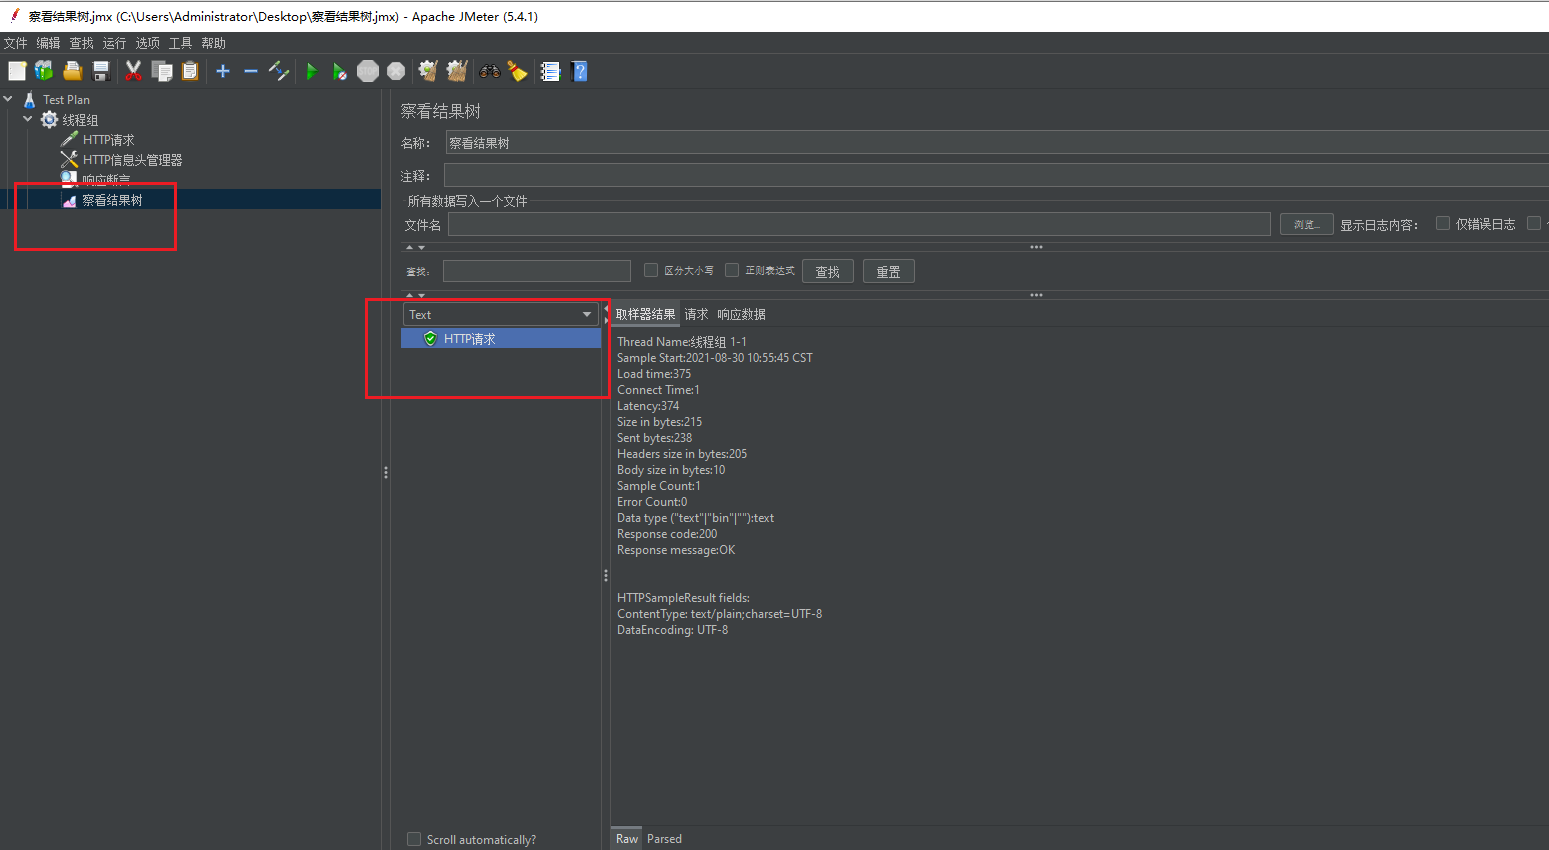 察看结果树.jmx (C:\Users\Administrator\Desktop\察看结果树.jmx) - Apache JMeter (5.4.1)
文件 编辑 查找 运行 选项 工具 帮助
Test Plan
线程组
HTTP请求
HTTP信息头管理器
响应断言
察看结果树
察看结果树
名称： 察看结果树
注释：
所有数据写入一个文件
文件名 浏览... 显示日志内容： 仅错误日志
查找: 区分大小写 正则表达式 查找 重置
Text
HTTP请求
取样器结果 请求 响应数据
Thread Name:线程组 1-1
Sample Start:2021-08-30 10:55:45 CST
Load time:375
Connect Time:1
Latency:374
Size in bytes:215
Sent bytes:238
Headers size in bytes:205
Body size in bytes:10
Sample Count:1
Error Count:0
Data type ("text"|"bin"|""):text
Response code:200
Response message:OK
HTTPSampleResult fields:
ContentType: text/plain;charset=UTF-8
DataEncoding: UTF-8
Scroll automatically?
Raw Parsed